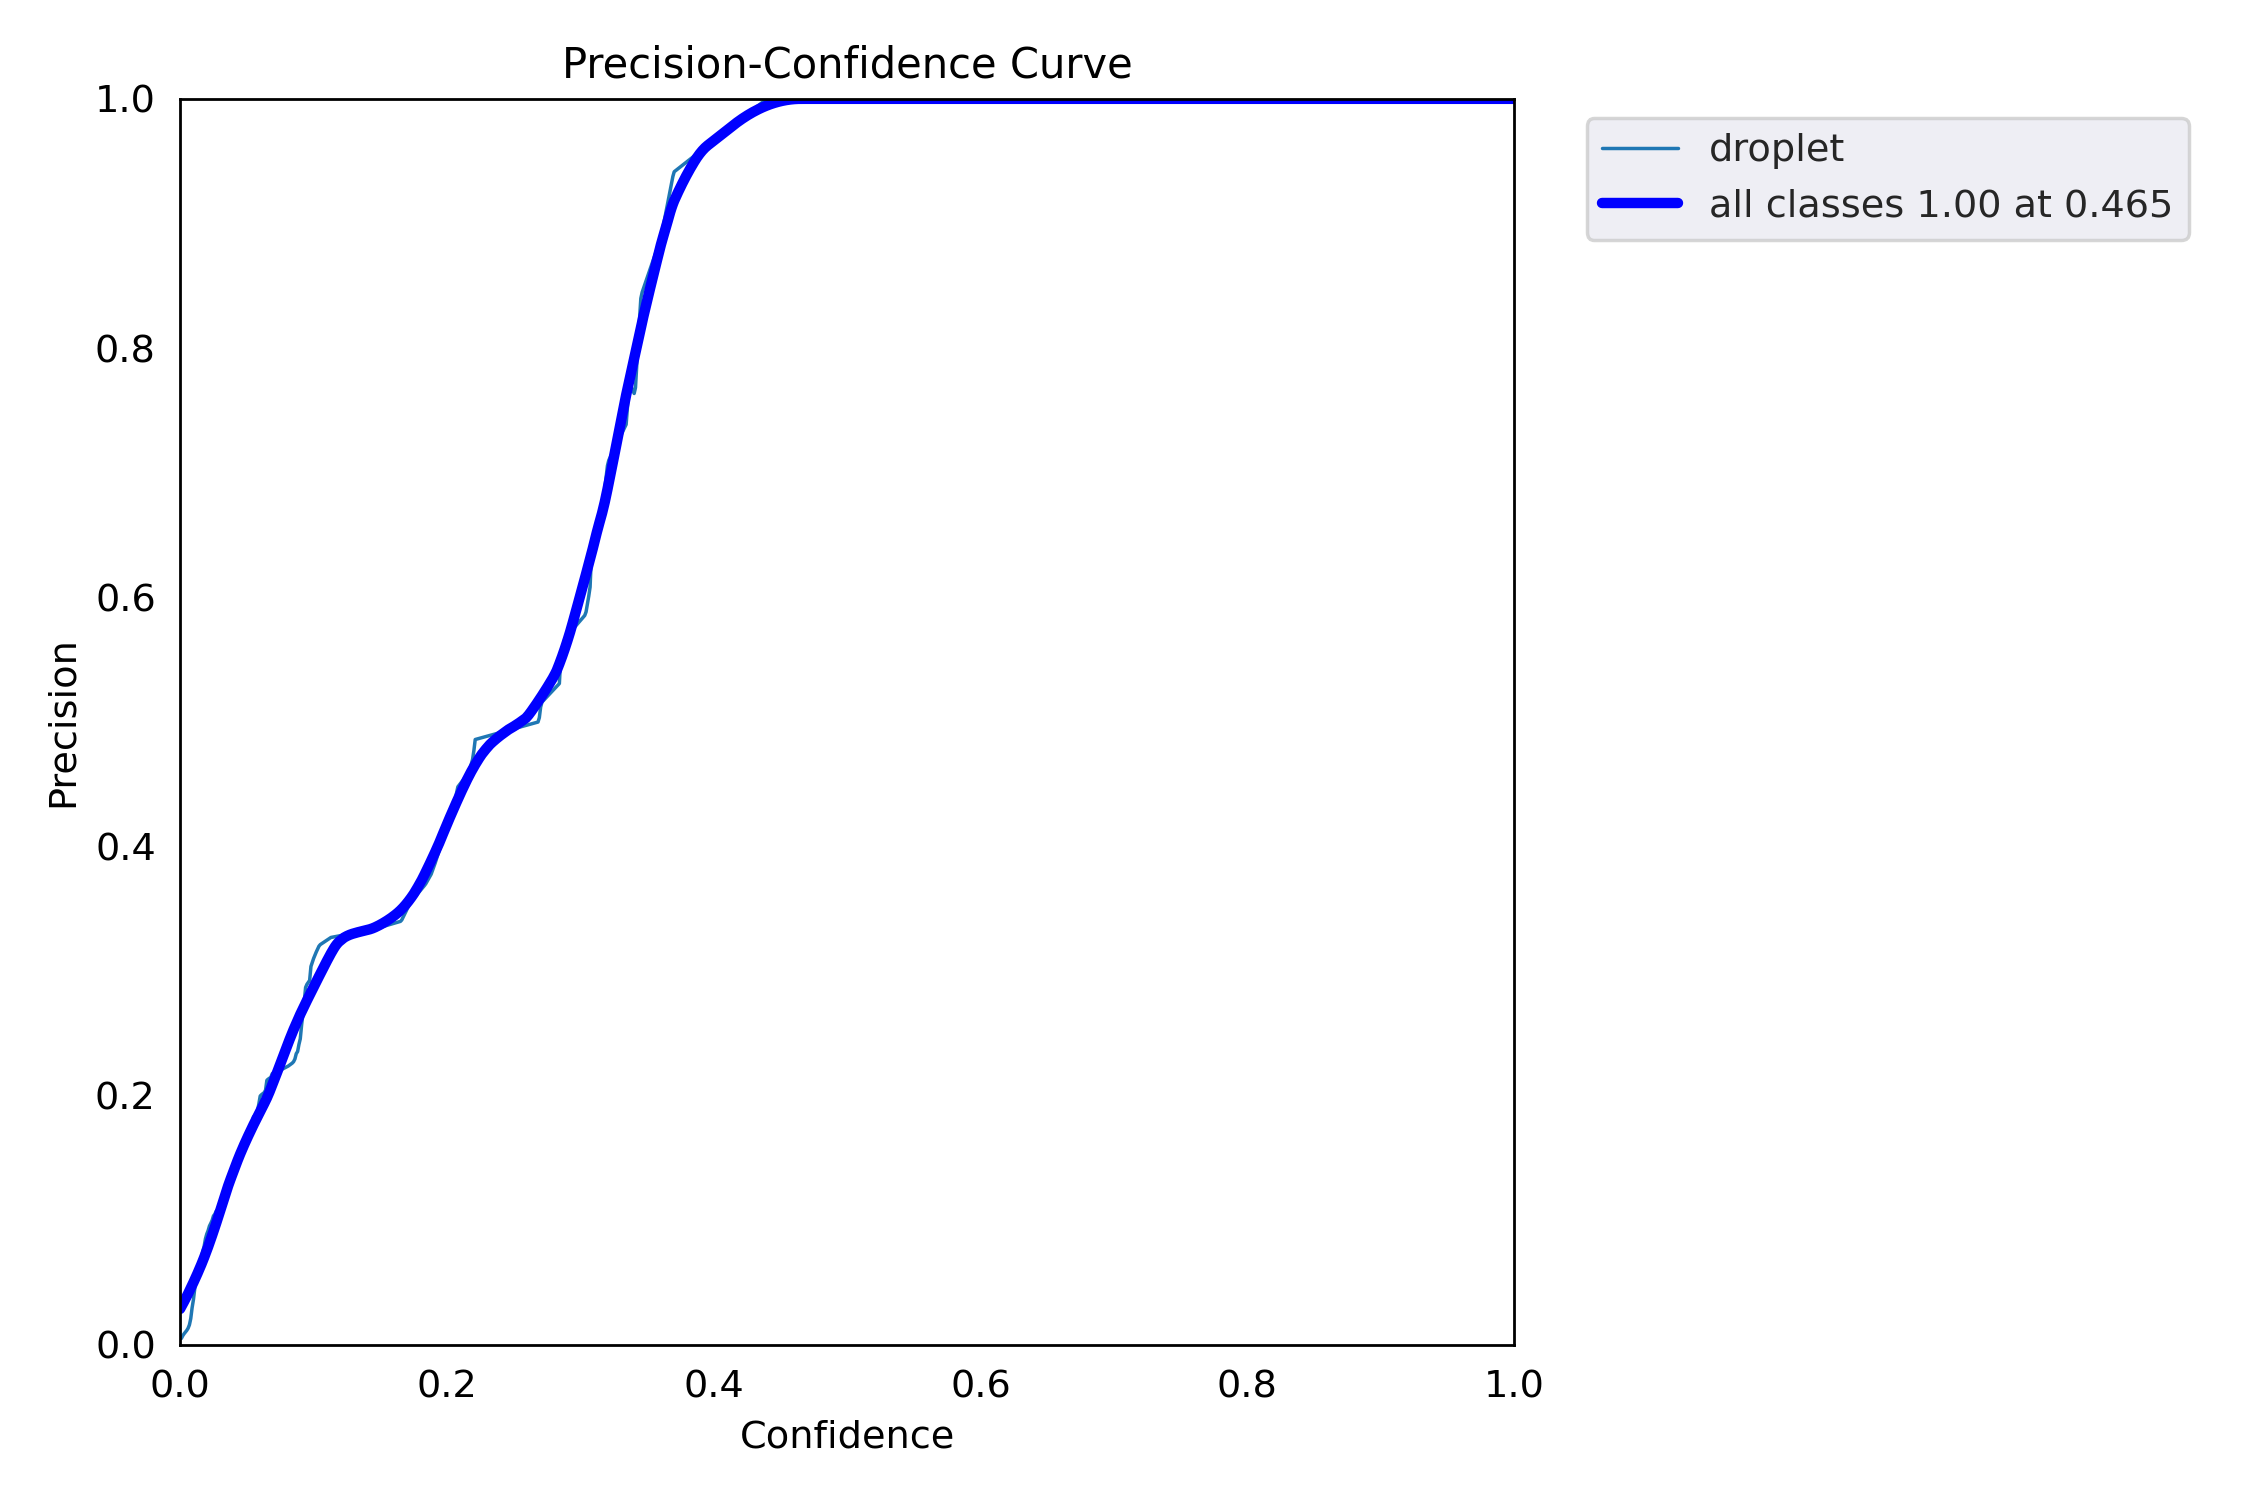 Precision-Confidence Curve
1.0
0.8
0.6
0.4
0.2
0.0
Precision
0.0 0.2 0.4 0.6 0.8 1.0
Confidence
droplet
all classes 1.00 at 0.465